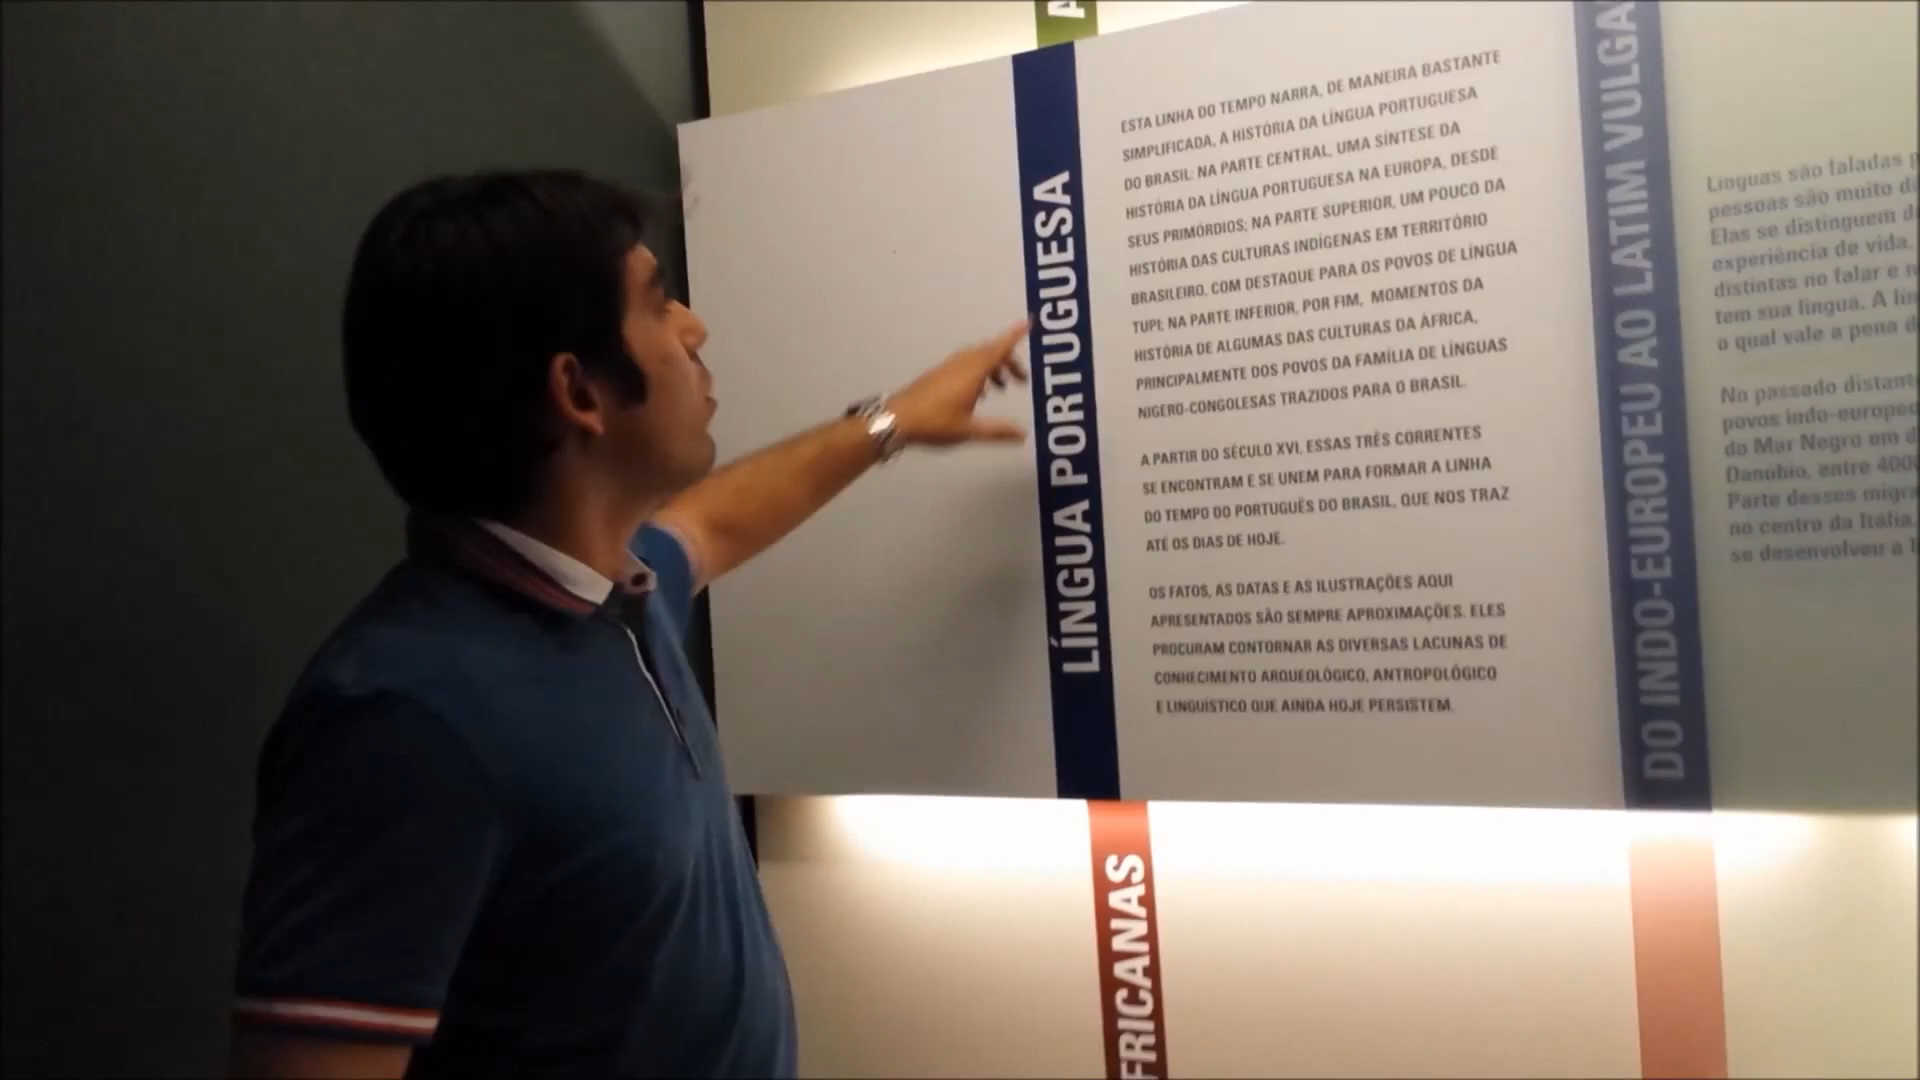 A
LÍNGUA PORTUGUESA
ESTA LINHA DO TEMPO NARRA, DE MANEIRA BASTANTE
SIMPLIFICADA, A HISTÓRIA DA LÍNGUA PORTUGUESA
DO BRASIL: NA PARTE CENTRAL, UMA SÍNTESE DA
HISTÓRIA DA LÍNGUA PORTUGUESA NA EUROPA, DESDE
SEUS PRIMÓRDIOS; NA PARTE SUPERIOR, UM POUCO DA
HISTÓRIA DAS CULTURAS INDÍGENAS EM TERRITÓRIO
BRASILEIRO, COM DESTAQUE PARA OS POVOS DE LÍNGUA
TUPI; NA PARTE INFERIOR, POR FIM, MOMENTOS DA
HISTÓRIA DE ALGUMAS DAS CULTURAS DA ÁFRICA,
PRINCIPALMENTE DOS POVOS DA FAMÍLIA DE LÍNGUAS
NIGERO-CONGOLESAS TRAZIDOS PARA O BRASIL.
A PARTIR DO SÉCULO XVI, ESSAS TRÊS CORRENTES
SE ENCONTRAM E SE UNEM PARA FORMAR A LINHA
DO TEMPO DO PORTUGUÊS DO BRASIL, QUE NOS TRAZ
ATÉ OS DIAS DE HOJE.
OS FATOS, AS DATAS E AS ILUSTRAÇÕES AQUI
APRESENTADOS SÃO SEMPRE APROXIMAÇÕES. ELES
PROCURAM CONTORNAR AS DIVERSAS LACUNAS DE
CONHECIMENTO ARQUEOLÓGICO, ANTROPOLÓGICO
E LINGUÍSTICO QUE AINDA HOJE PERSISTEM.
DO INDO-EUROPEU AO LATIM VULGA
Línguas são faladas p
pessoas são muito di
Elas se distinguem de
experiência de vida.
distintas no falar e n
tem sua língua. A lín
o qual vale a pena d
No passado distant
povos indo-europeu
do Mar Negro em d
Danúbio, entre 400
Parte desses migra
no centro da Itália,
se desenvolveu a l
FRICANAS